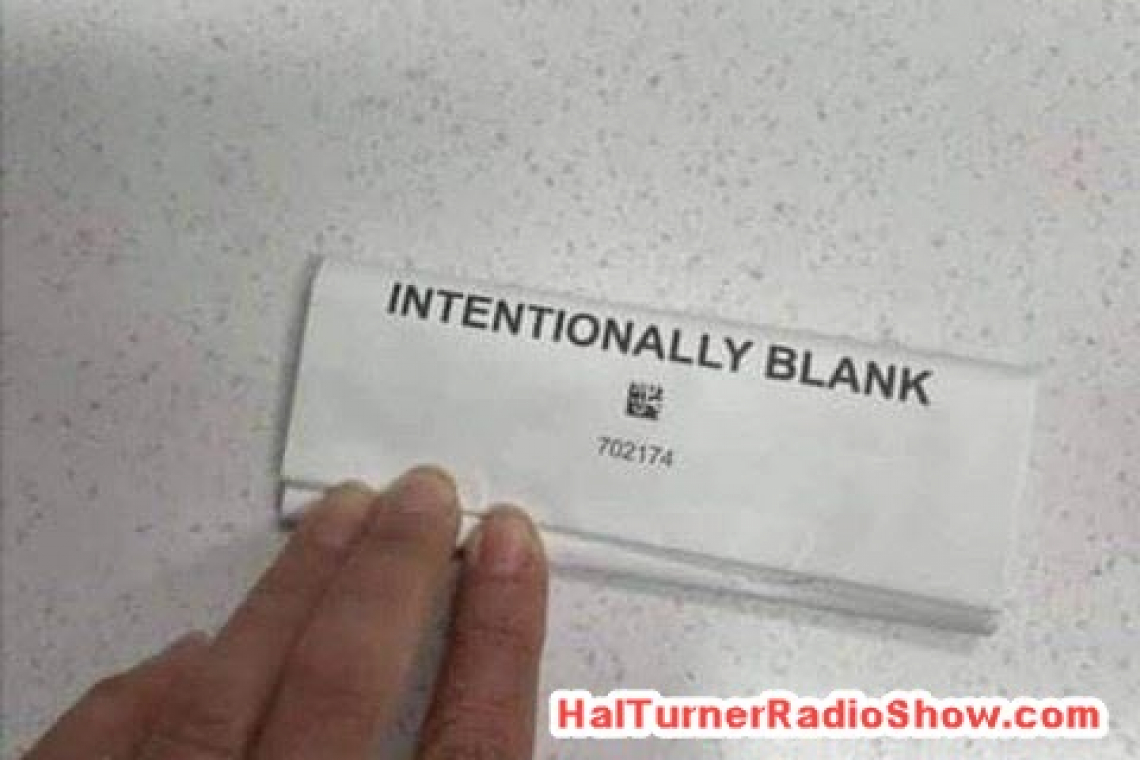 INTENTIONALLY BLANK
702174
HalTurnerRadioShow.com